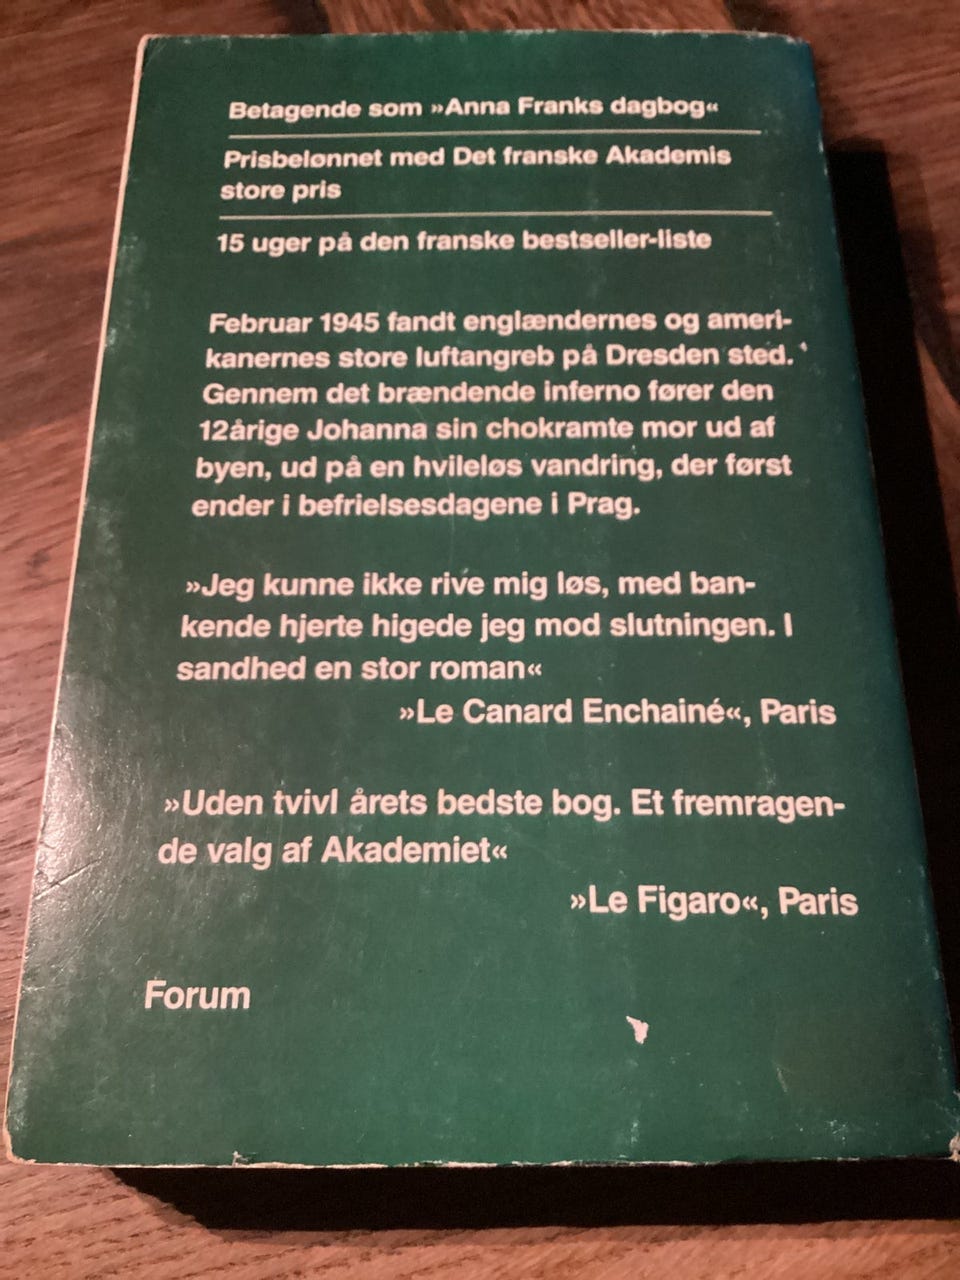 Betagende som »Anna Franks dagbog«
Prisbelønnet med Det franske Akademis
store pris
15 uger på den franske bestseller-liste
Februar 1945 fandt englændernes og ameri-
kanernes store luftangreb på Dresden sted.
Gennem det brændende inferno fører den
12årige Johanna sin chokramte mor ud af
byen, ud på en hvileløs vandring, der først
ender i befrielsesdagene i Prag.
»Jeg kunne ikke rive mig løs, med ban-
kende hjerte higede jeg mod slutningen. I
sandhed en stor roman«
»Le Canard Enchainé«, Paris
»Uden tvivl årets bedste bog. Et fremragen-
de valg af Akademiet«
»Le Figaro«, Paris
Forum